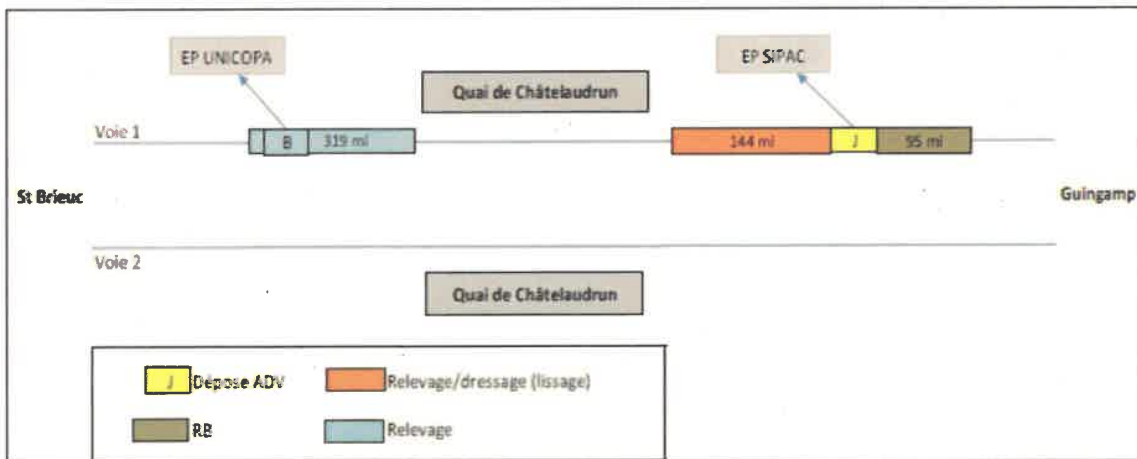 EP UNICOPA
EP SIPAC
Quai de Châtelaudrun
Voie 1
B
319 ml
144 ml
J
95 ml
St Brieuc
Guingamp
Voie 2
Quai de Châtelaudrun
J
Dépose ADV
Relevage/dressage (lissage)
RB
Relevage